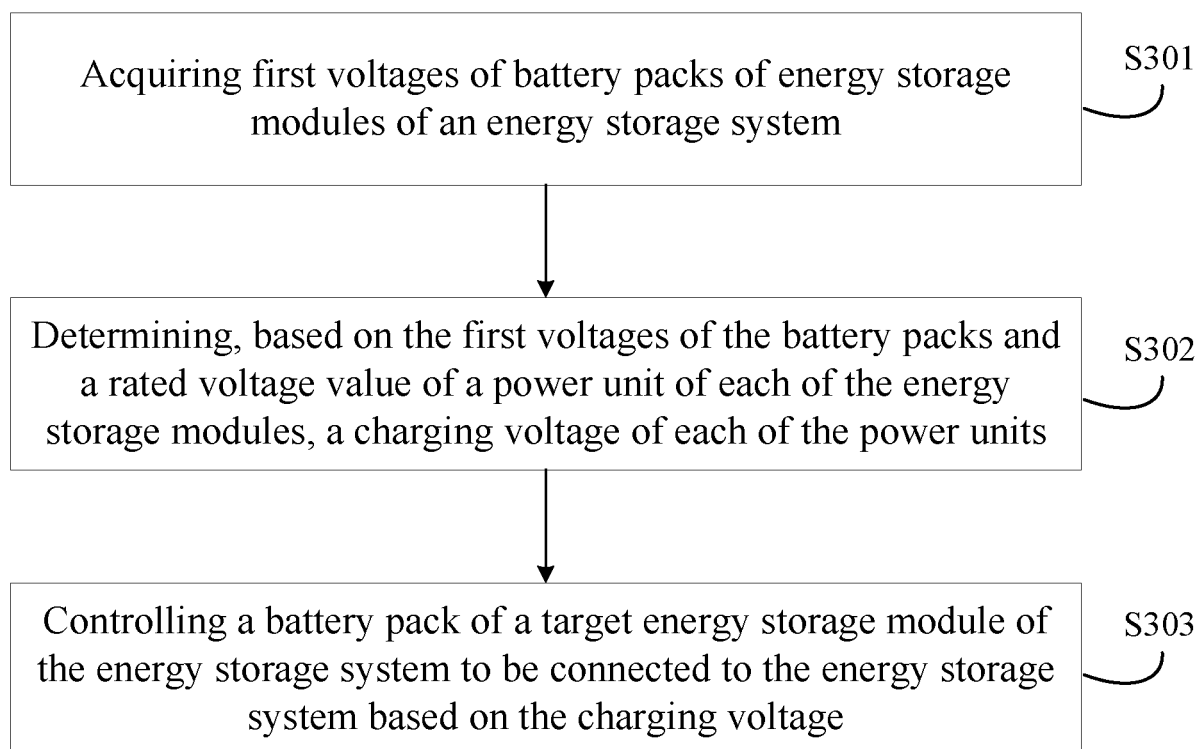 Acquiring first voltages of battery packs of energy storage
modules of an energy storage system
S301
Determining, based on the first voltages of the battery packs and
a rated voltage value of a power unit of each of the energy
storage modules, a charging voltage of each of the power units
S302
Controlling a battery pack of a target energy storage module of
the energy storage system to be connected to the energy storage
system based on the charging voltage
S303